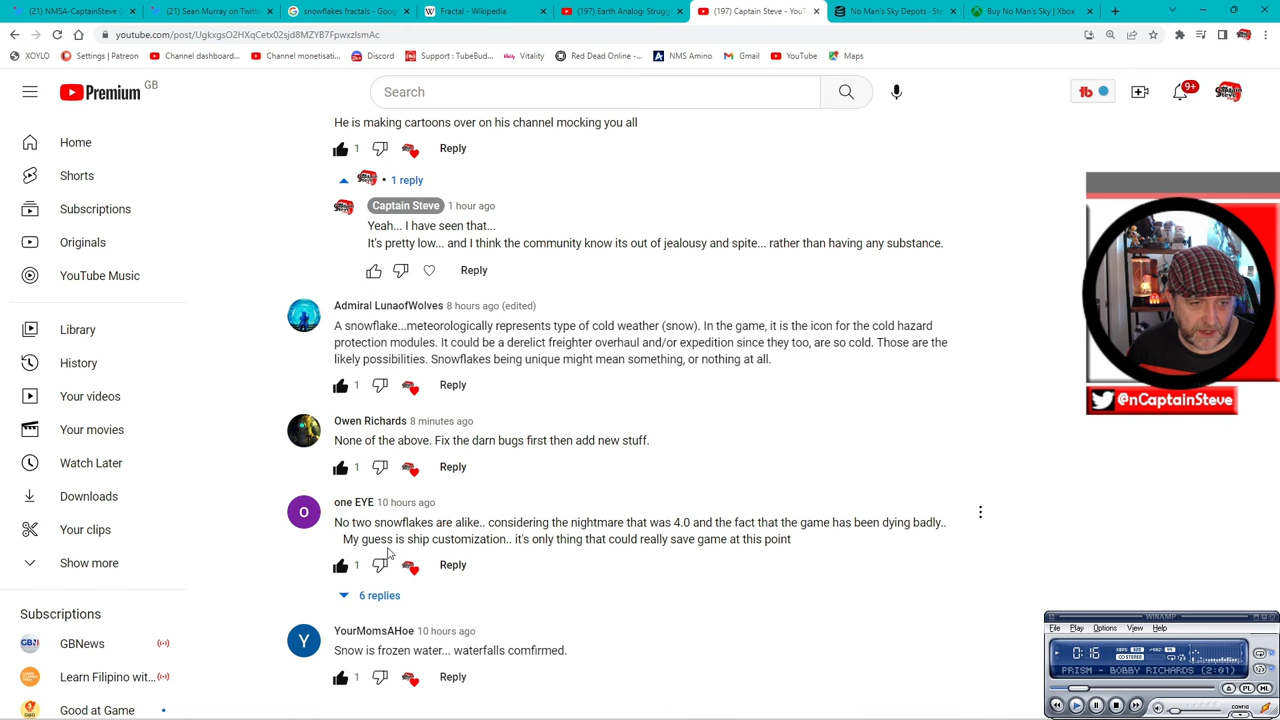 (21) NMSA-CaptainSteve (
(21) Sean Murray on Twitt
snowflakes fractals - Goog
Fractal - Wikipedia
(197) Earth Analog: Strugg
(197) Captain Steve - YouT
No Man's Sky Depots - Ste
Buy No Man's Sky | Xbox
youtube.com/post/UgkxgsO2HXqCetx02sjd8MZYB7FpwxzlsmAc
XOYLO
Settings | Patreon
Channel dashboard...
Channel monetisati...
Discord
Support : TubeBud...
Vitality
Red Dead Online -...
NMS Amino
YouTube
Gmail
YouTube
Maps
Premium
GB
Search
9+
Home
Shorts
Subscriptions
Originals
YouTube Music
Library
History
Your videos
Your movies
Watch Later
Downloads
Your clips
Show more
Subscriptions
GBNews
Learn Filipino wit...
Good at Game
He is making cartoons over on his channel mocking you all
1
Reply
• 1 reply
Captain Steve 1 hour ago
Yeah... I have seen that...
It's pretty low... and I think the community know its out of jealousy and spite... rather than having any substance.
Reply
Admiral LunaofWolves 8 hours ago (edited)
A snowflake...meteorologically represents type of cold weather (snow). In the game, it is the icon for the cold hazard
protection modules. It could be a derelict freighter overhaul and/or expedition since they too, are so cold. Those are the
likely possibilities. Snowflakes being unique might mean something, or nothing at all.
1
Reply
Owen Richards 8 minutes ago
None of the above. Fix the darn bugs first then add new stuff.
1
Reply
O
one EYE 10 hours ago
No two snowflakes are alike.. considering the nightmare that was 4.0 and the fact that the game has been dying badly..
My guess is ship customization.. it's only thing that could really save game at this point
1
Reply
6 replies
Y
YourMomsAHoe 10 hours ago
Snow is frozen water... waterfalls comfirmed.
1
Reply
@nCaptainSteve
WINAMP
File Play Options View Help
0:16
PRISM - BOBBY RICHARDS (2:01)
PL
ML
CONFIG